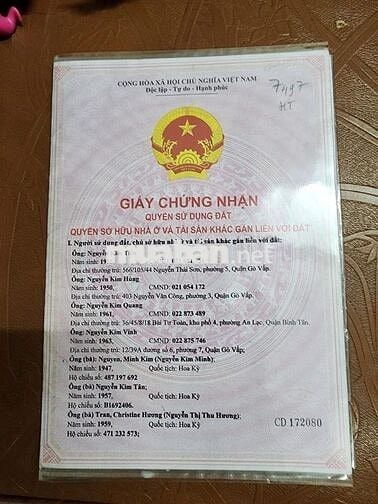 CỘNG HÒA XÃ HỘI CHỦ NGHĨA VIỆT NAM
Độc lập - Tự do - Hạnh phúc
7497
HT
GIẤY CHỨNG NHẬN
QUYỀN SỬ DỤNG ĐẤT
QUYỀN SỞ HỮU NHÀ Ở VÀ TÀI SẢN KHÁC GẮN LIỀN VỚI ĐẤT
I. Người sử dụng đất, chủ sở hữu nhà ở và tài sản khác gắn liền với đất:
Ông: Nguyễn Kim
Năm sinh:
Địa chỉ thường trú: 566/105/44 Nguyễn Thái Sơn, phường 5, Quận Gò Vấp.
Ông: Nguyễn Kim Hùng
Năm sinh: 1950, CMND: 021 054 172
Địa chỉ thường trú: 403 Nguyễn Văn Công, phường 3, Quận Gò Vấp.
Ông: Nguyễn Kim Quang
Năm sinh: 1961, CMND: 022 873 489
Địa chỉ thường trú: 36/45/8/18 Bùi Tư Toàn, khu phố 4, phường An Lạc, Quận Bình Tân.
Ông: Nguyễn Kim Vinh
Năm sinh: 1963, CMND: 022 875 746
Địa chỉ thường trú: 12/39A đường số 6, phường 7, Quận Gò Vấp;
Ông (bà): Nguyen, Minh Kim (Nguyễn Kim Minh);
Năm sinh: 1947, Quốc tịch: Hoa Kỳ
Hộ chiếu số: 487 197 692
Ông (bà) Nguyễn Kim Tân;
Năm sinh: 1957, Quốc tịch: Hoa Kỳ
Hộ chiếu số: B1692406.
Ông (bà) Tran, Christine Hương (Nguyễn Thị Thu Hương);
Năm sinh: 1959, Quốc tịch: Hoa Kỳ
Hộ chiếu số: 471 232 573;
CD 172080